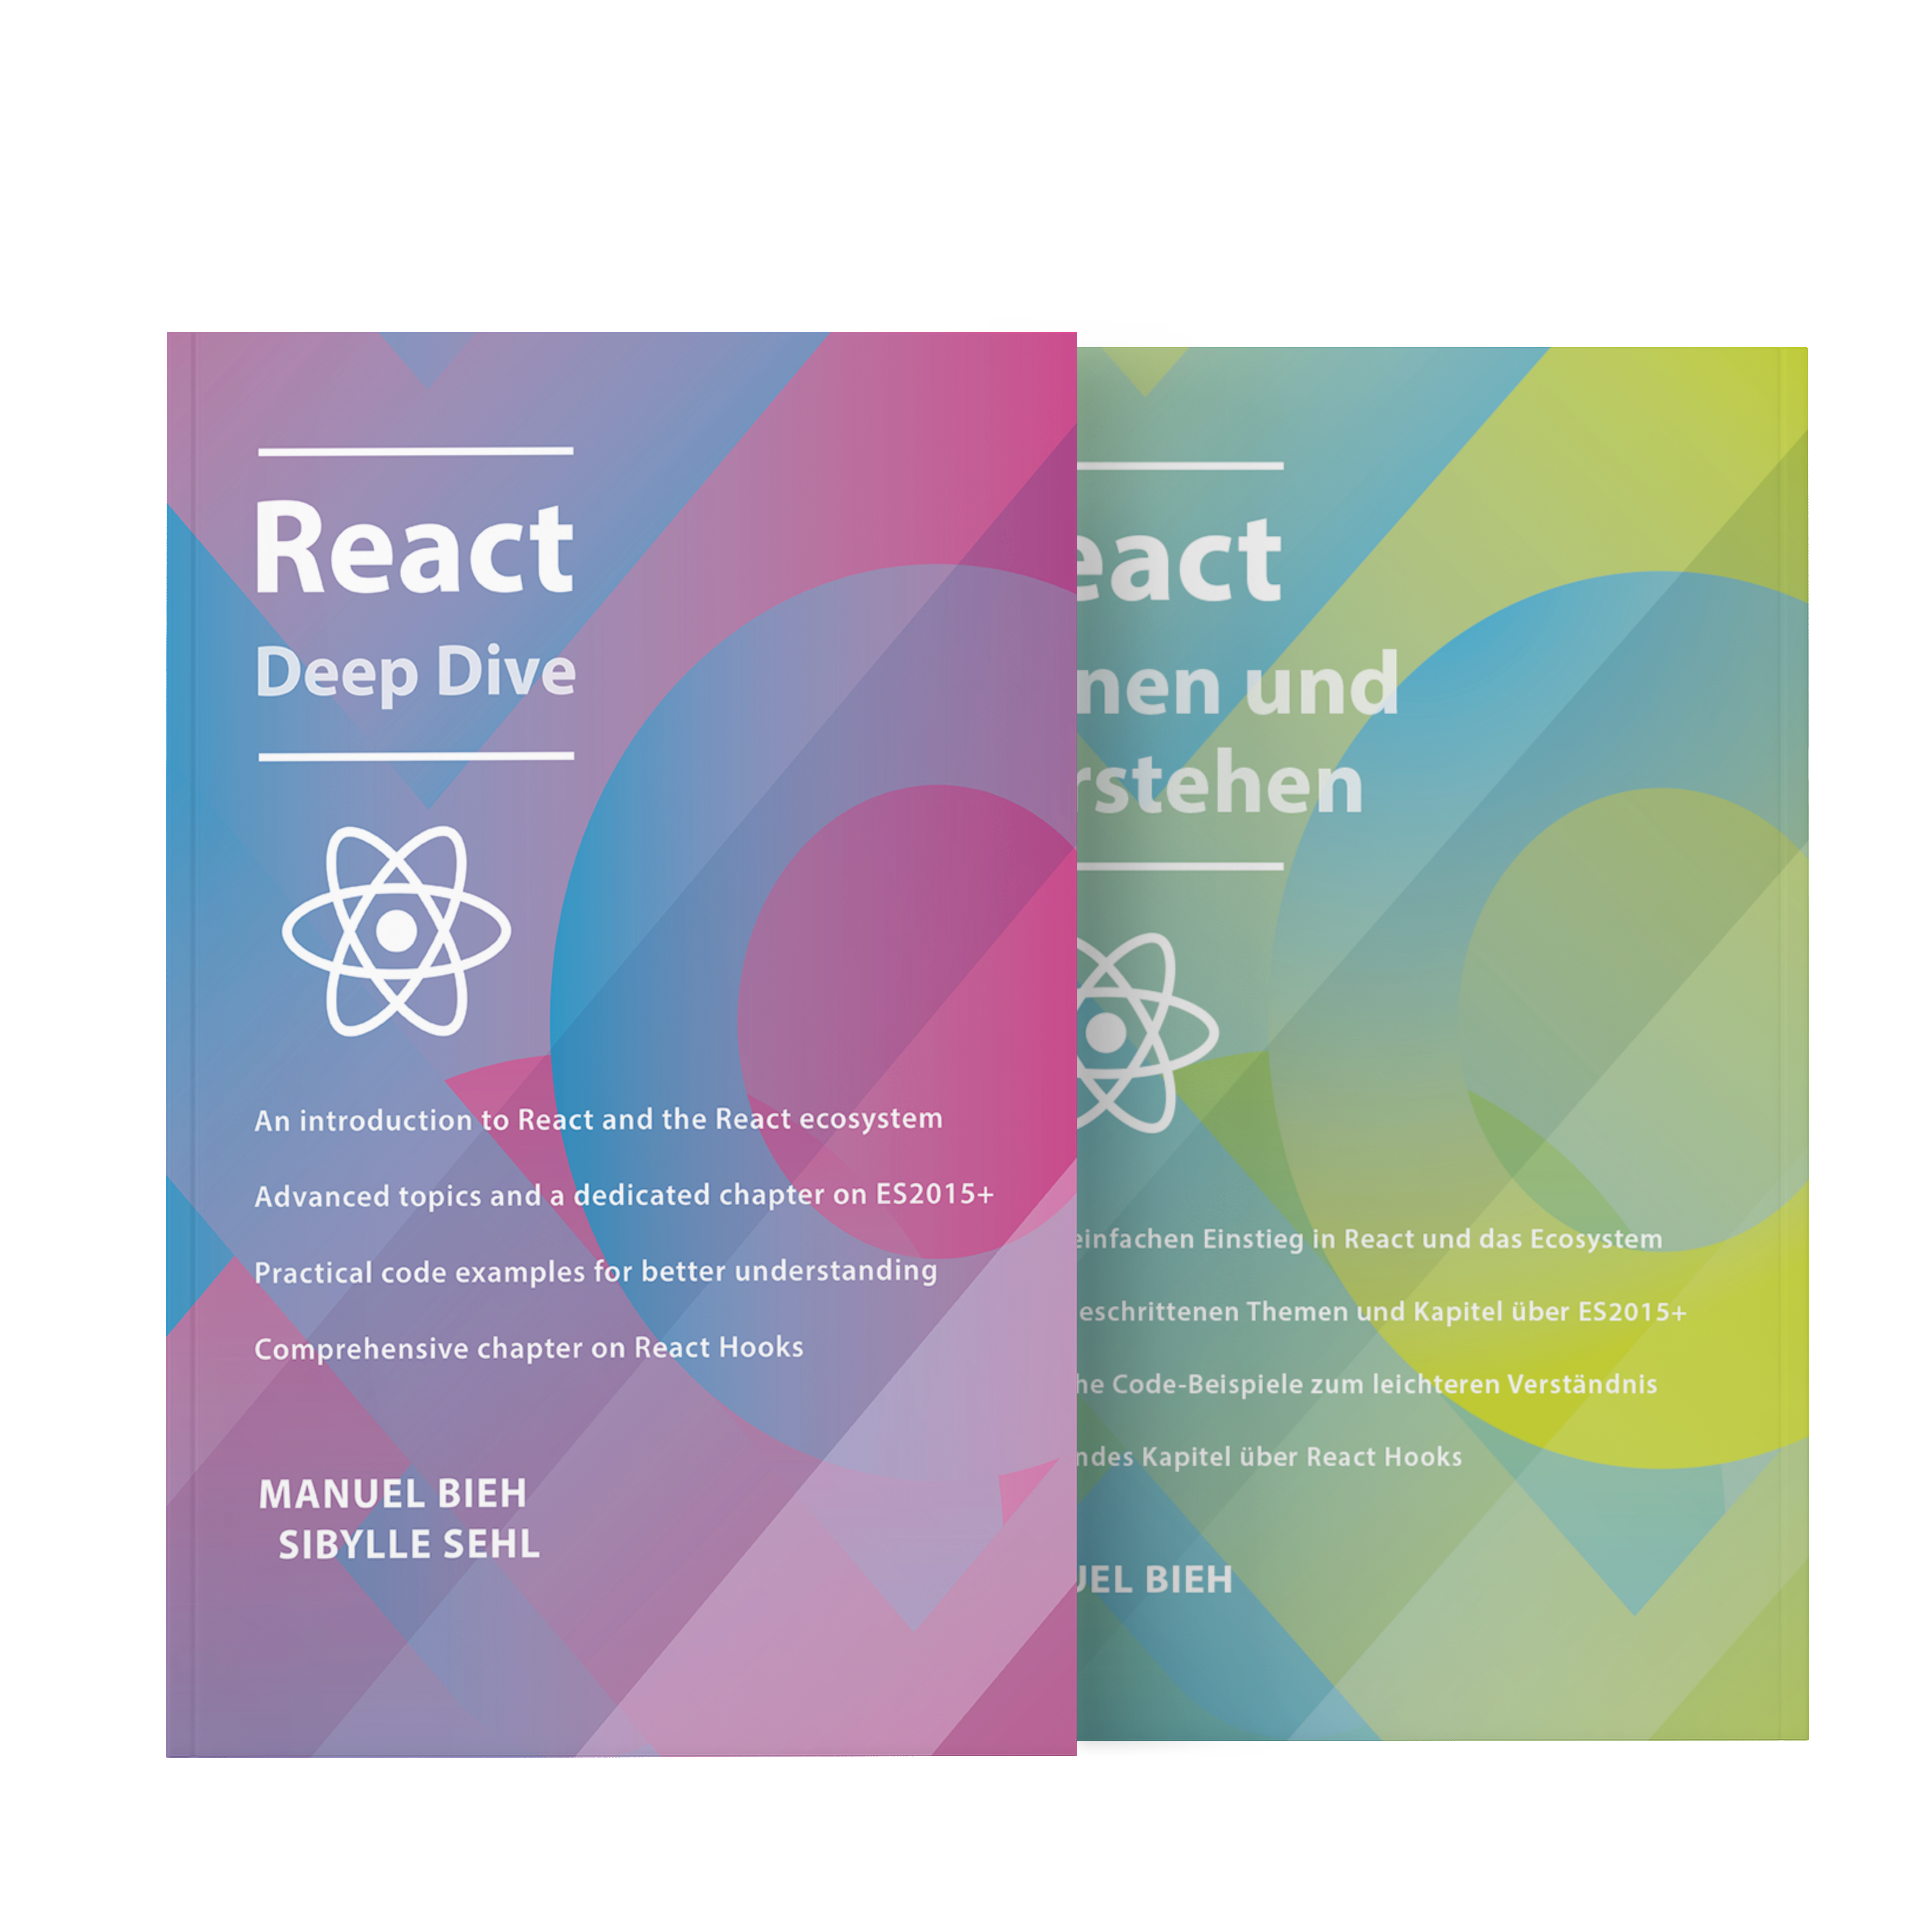 React
Deep Dive
An introduction to React and the React ecosystem
Advanced topics and a dedicated chapter on ES2015+
Practical code examples for better understanding
Comprehensive chapter on React Hooks
MANUEL BIEH
SIBYLLE SEHL
eact
nen und
rstehen
einfachen Einstieg in React und das Ecosystem
eschrittenen Themen und Kapitel über ES2015+
he Code-Beispiele zum leichteren Verständnis
ndes Kapitel über React Hooks
UEL BIEH